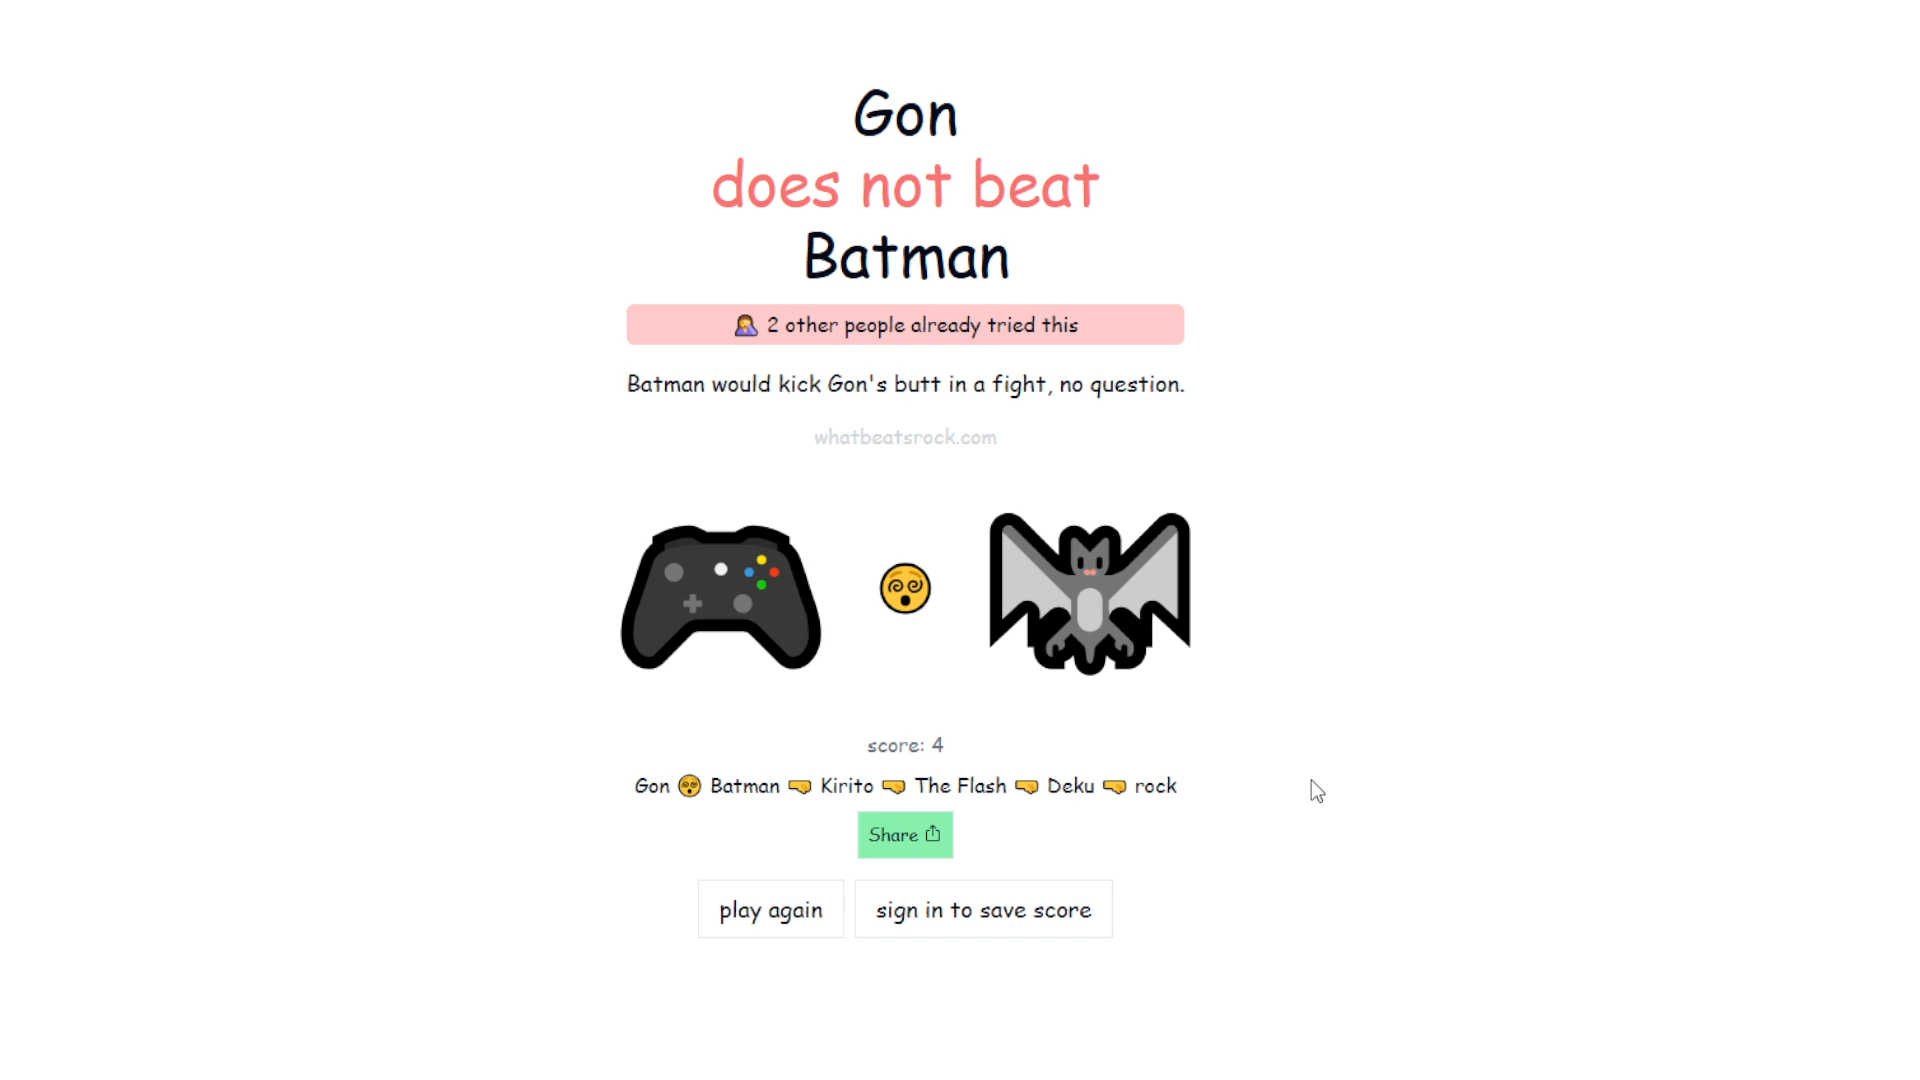 Gon
does not beat
Batman
2 other people already tried this
Batman would kick Gon's butt in a fight, no question.
whatbeatsrock.com
score: 4
Gon 😵‍💫 Batman 🤜 Kirito 🤜 The Flash 🤜 Deku 🤜 rock
Share
play again
sign in to save score